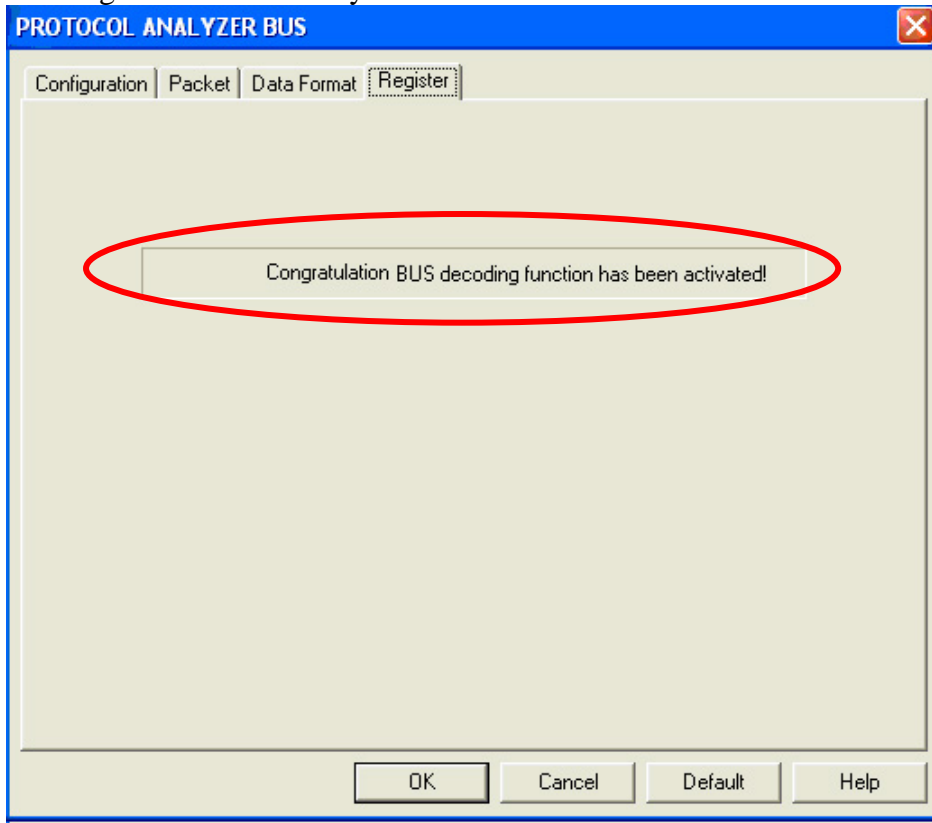 PROTOCOL ANALYZER BUS
Configuration Packet Data Format Register
Congratulation BUS decoding function has been activated!
OK Cancel Default Help